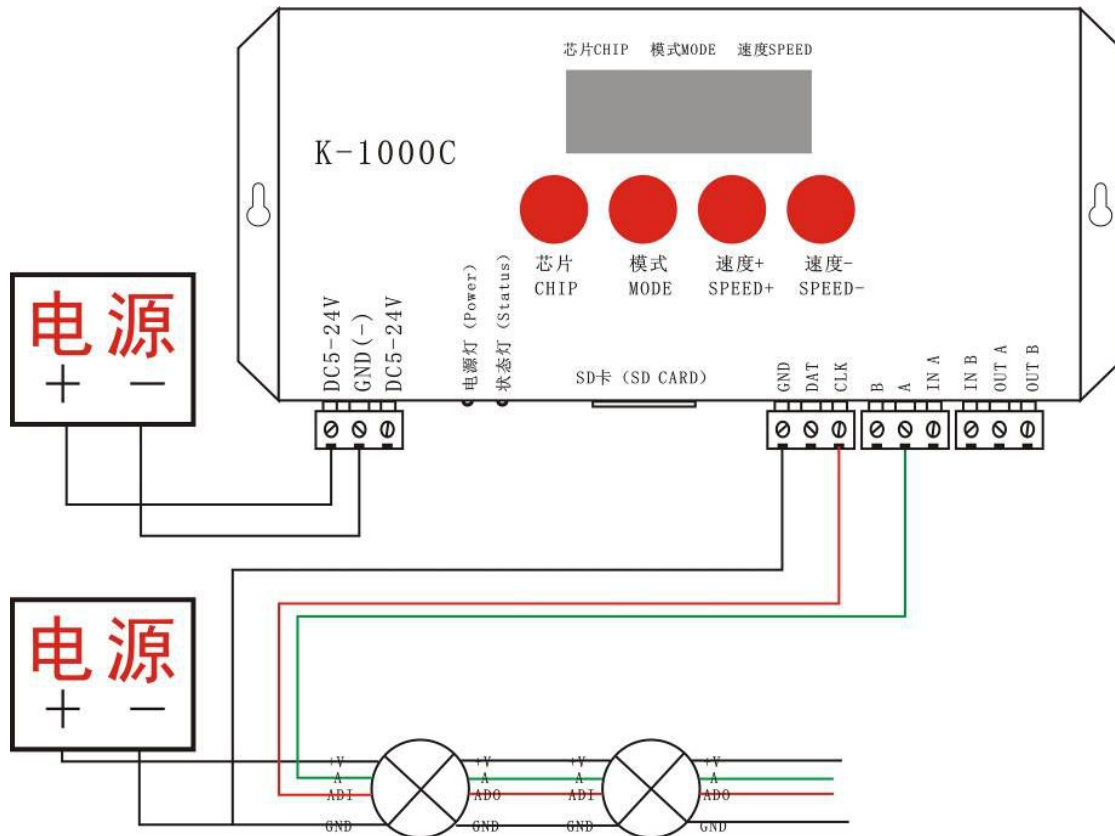 芯片CHIP 模式MODE 速度SPEED
K-1000C
芯片 模式 速度+ 速度-
CHIP MODE SPEED+ SPEED-
电源
+ −
DC5-24V
GND(-)
DC5-24V
电源灯(Power)
状态灯(Status)
SD卡 (SD CARD)
GND
DAT
CLK
B
A
IN A
IN B
OUT A
OUT B
电源
+ −
+V +V +V +V
A A A A
ADI ADO ADI ADO
GND GND GND GND